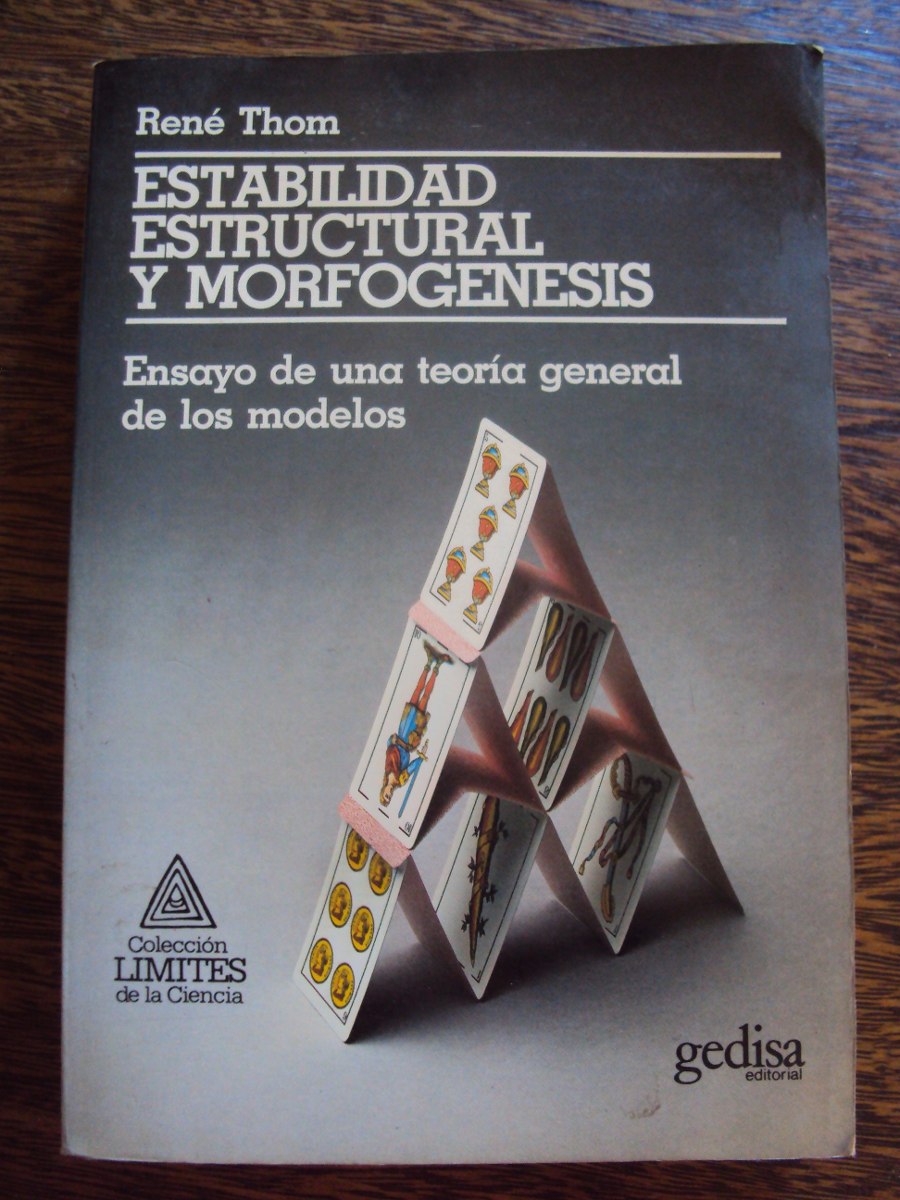 René Thom
ESTABILIDAD
ESTRUCTURAL
Y MORFOGENESIS
Ensayo de una teoría general
de los modelos
Colección
LIMITES
de la Ciencia
gedisa
editorial